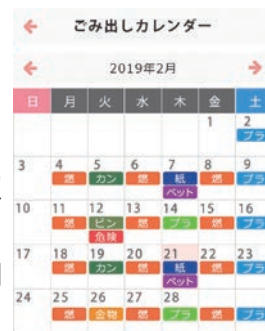 ごみ出しカレンダー
2019年2月
日 月 火 水 木 金 土
1 2
プラ
3 4 5 6 7 8 9
燃 カン 燃 紙 燃 プラ
ペット
10 11 12 13 14 15 16
燃 ビン 燃 プラ 燃 プラ
危険
17 18 19 20 21 22 23
燃 カン 燃 紙 燃 プラ
ペット
24 25 26 27 28
燃 金物 燃 プラ 燃 プラ